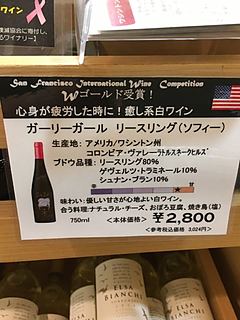 ワイン
San Francisco International Wine Competition
Wゴールド受賞！
心身が疲労した時に！癒し系白ワイン
ガーリーガール リースリング（ソフィー）
生産地：アメリカ/ワシントン州
コロンビア・ヴァレーラトルスネークヒルズ
ブドウ品種：リースリング80％
ゲヴェルツ・トラミネール10％
シュナン・ブラン10％
甘
味わい：優しい甘さが心地よい白ワイン。
合う料理：ナチュラル・チーズ、おぼろ豆腐、焼き鳥（塩）
750ml
＜本体価格＞
￥2,800
＜参考税込価格 3,024円＞
ELSA
BIANCHI
ELSA
BIANCHI